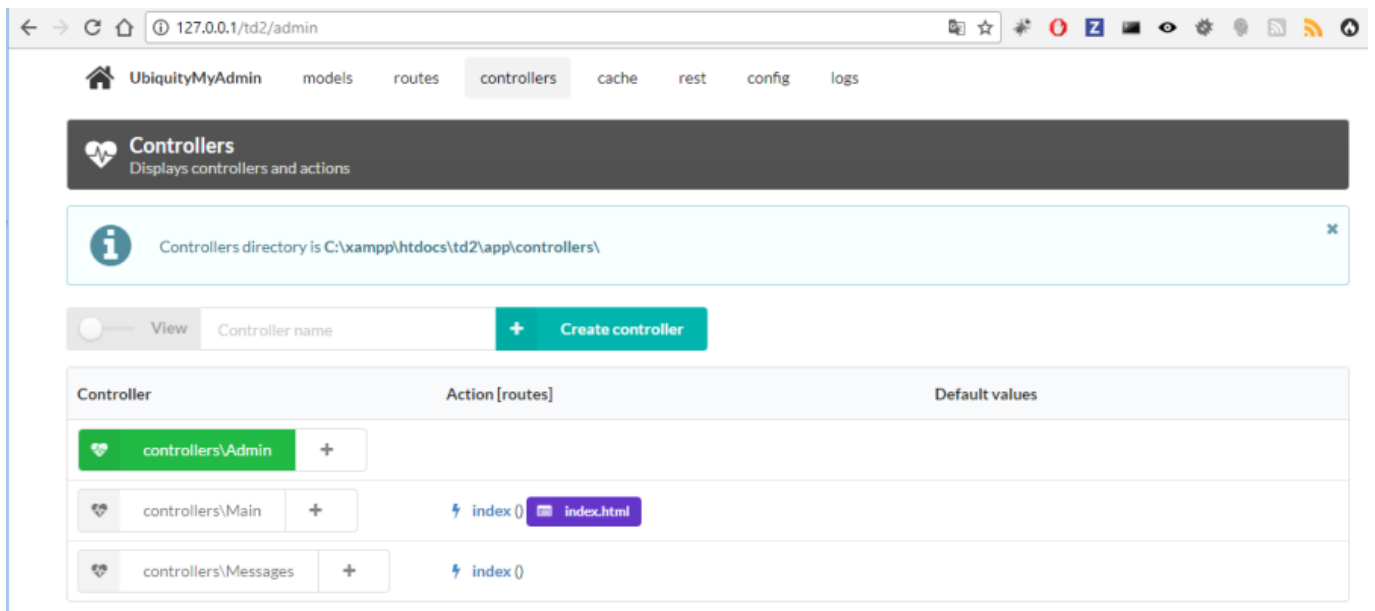 127.0.0.1/td2/admin
UbiquityMyAdmin models routes controllers cache rest config logs
Controllers
Displays controllers and actions
Controllers directory is C:\xampp\htdocs\td2\app\controllers\
View Controller name + Create controller
Controller Action [routes] Default values
controllers\Admin +
controllers\Main + index () index.html
controllers\Messages + index ()